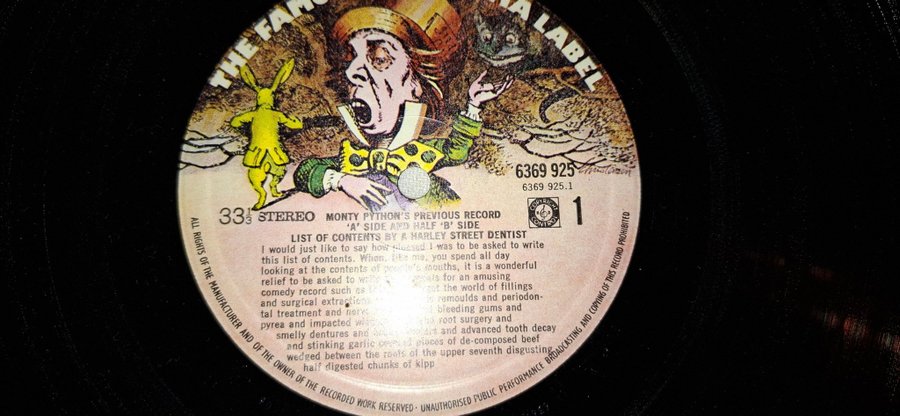 THE FAMO
MA LABEL
6369 925
6369 925.1
33⅓ STEREO
MONTY PYTHON'S PREVIOUS RECORD
'A' SIDE AND HALF 'B' SIDE
1
LIST OF CONTENTS BY A HARLEY STREET DENTIST
I would just like to say how pleased I was to be asked to write
this list of contents. When, like me, you spend all day
looking at the contents of people's mouths, it is a wonderful
relief to be asked to write for an amusing
comedy record such as the world of fillings
and surgical extractions remoulds and periodon-
tal treatment and bleeding gums and
pyrea and impacted root surgery and
smelly dentures and and advanced tooth decay
and stinking garlic pieces of de-composed beef
wedged between the roots of the upper seventh disgusting
half digested chunks of kipp
ALL RIGHTS OF THE MANUFACTURER AND OF THE OWNER OF THE RECORDED WORK RESERVED · UNAUTHORISED PUBLIC PERFORMANCE BROADCASTING AND COPYING OF THIS RECORD PROHIBITED